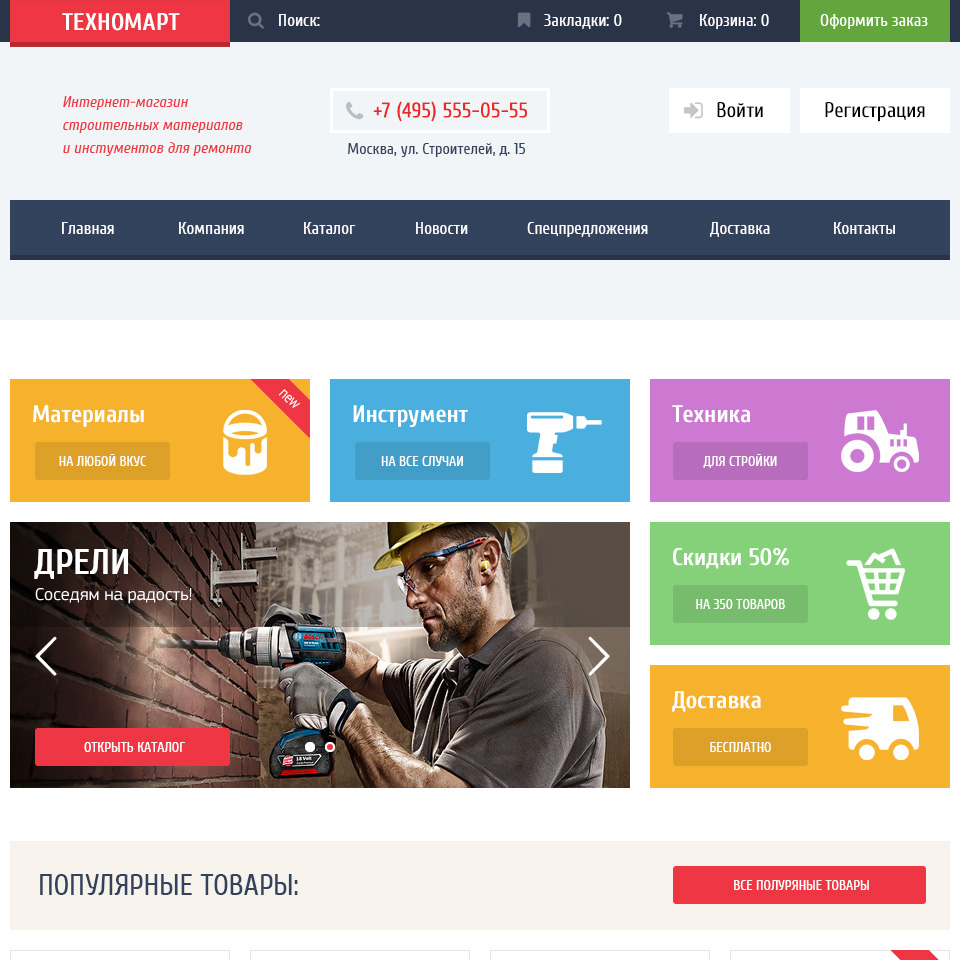 ТЕХНОМАРТ
Поиск:
Закладки: 0
Корзина: 0
Оформить заказ
Интернет-магазин
строительных материалов
и инстументов для ремонта
+7 (495) 555-05-55
Москва, ул. Строителей, д. 15
Войти
Регистрация
Главная
Компания
Каталог
Новости
Спецпредложения
Доставка
Контакты
Материалы
НА ЛЮБОЙ ВКУС
new
Инструмент
НА ВСЕ СЛУЧАИ
Техника
ДЛЯ СТРОЙКИ
ДРЕЛИ
Соседям на радость!
ОТКРЫТЬ КАТАЛОГ
18 Volt
Скидки 50%
НА 350 ТОВАРОВ
Доставка
БЕСПЛАТНО
ПОПУЛЯРНЫЕ ТОВАРЫ:
ВСЕ ПОЛУРЯНЫЕ ТОВАРЫ